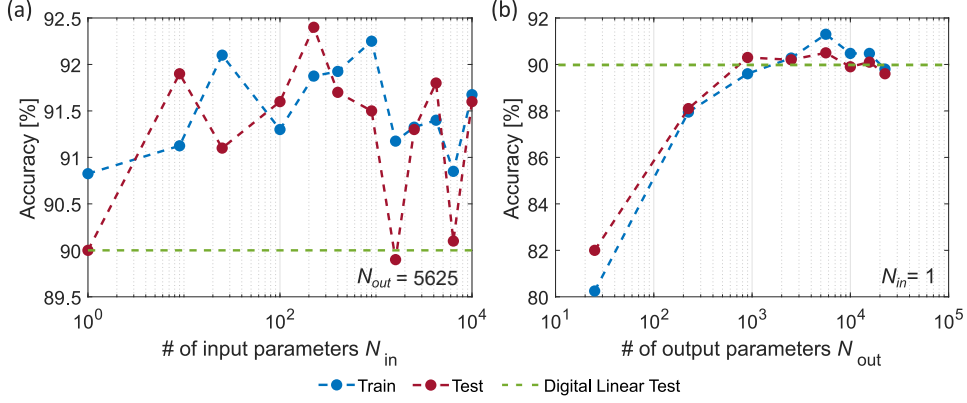 (a)
92.5
92
91.5
91
90.5
90
89.5
Accuracy [%]
N_out = 5625
10^0
10^2
10^4
# of input parameters N_in
(b)
92
90
88
86
84
82
80
Accuracy [%]
N_in = 1
10^1
10^2
10^3
10^4
10^5
# of output parameters N_out
Train Test Digital Linear Test